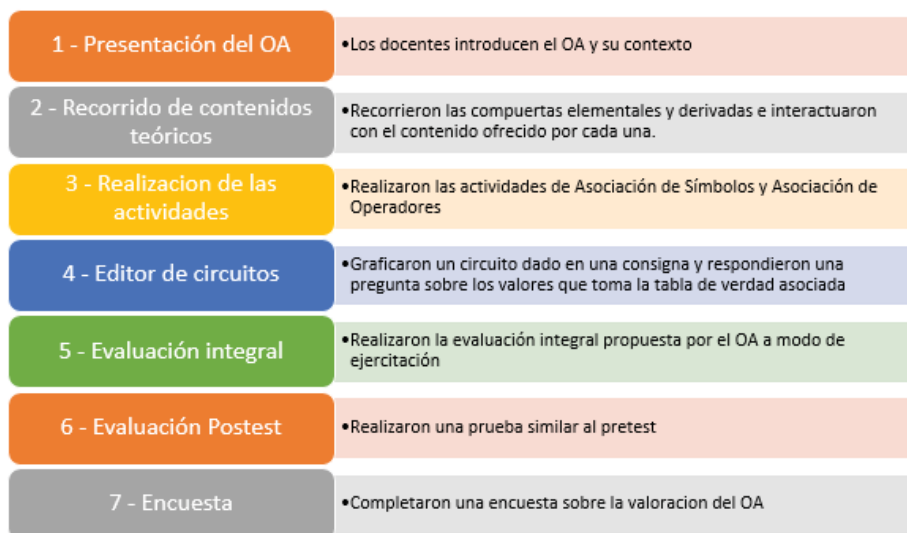 1 - Presentación del OA
•Los docentes introducen el OA y su contexto
2 - Recorrido de contenidos
teóricos
•Recorrieron las compuertas elementales y derivadas e interactuaron
con el contenido ofrecido por cada una.
3 - Realizacion de las
actividades
•Realizaron las actividades de Asociación de Símbolos y Asociación de
Operadores
4 - Editor de circuitos
•Graficaron un circuito dado en una consigna y respondieron una
pregunta sobre los valores que toma la tabla de verdad asociada
5 - Evaluación integral
•Realizaron la evaluación integral propuesta por el OA a modo de
ejercitación
6 - Evaluación Postest
•Realizaron una prueba similar al pretest
7 - Encuesta
•Completaron una encuesta sobre la valoracion del OA